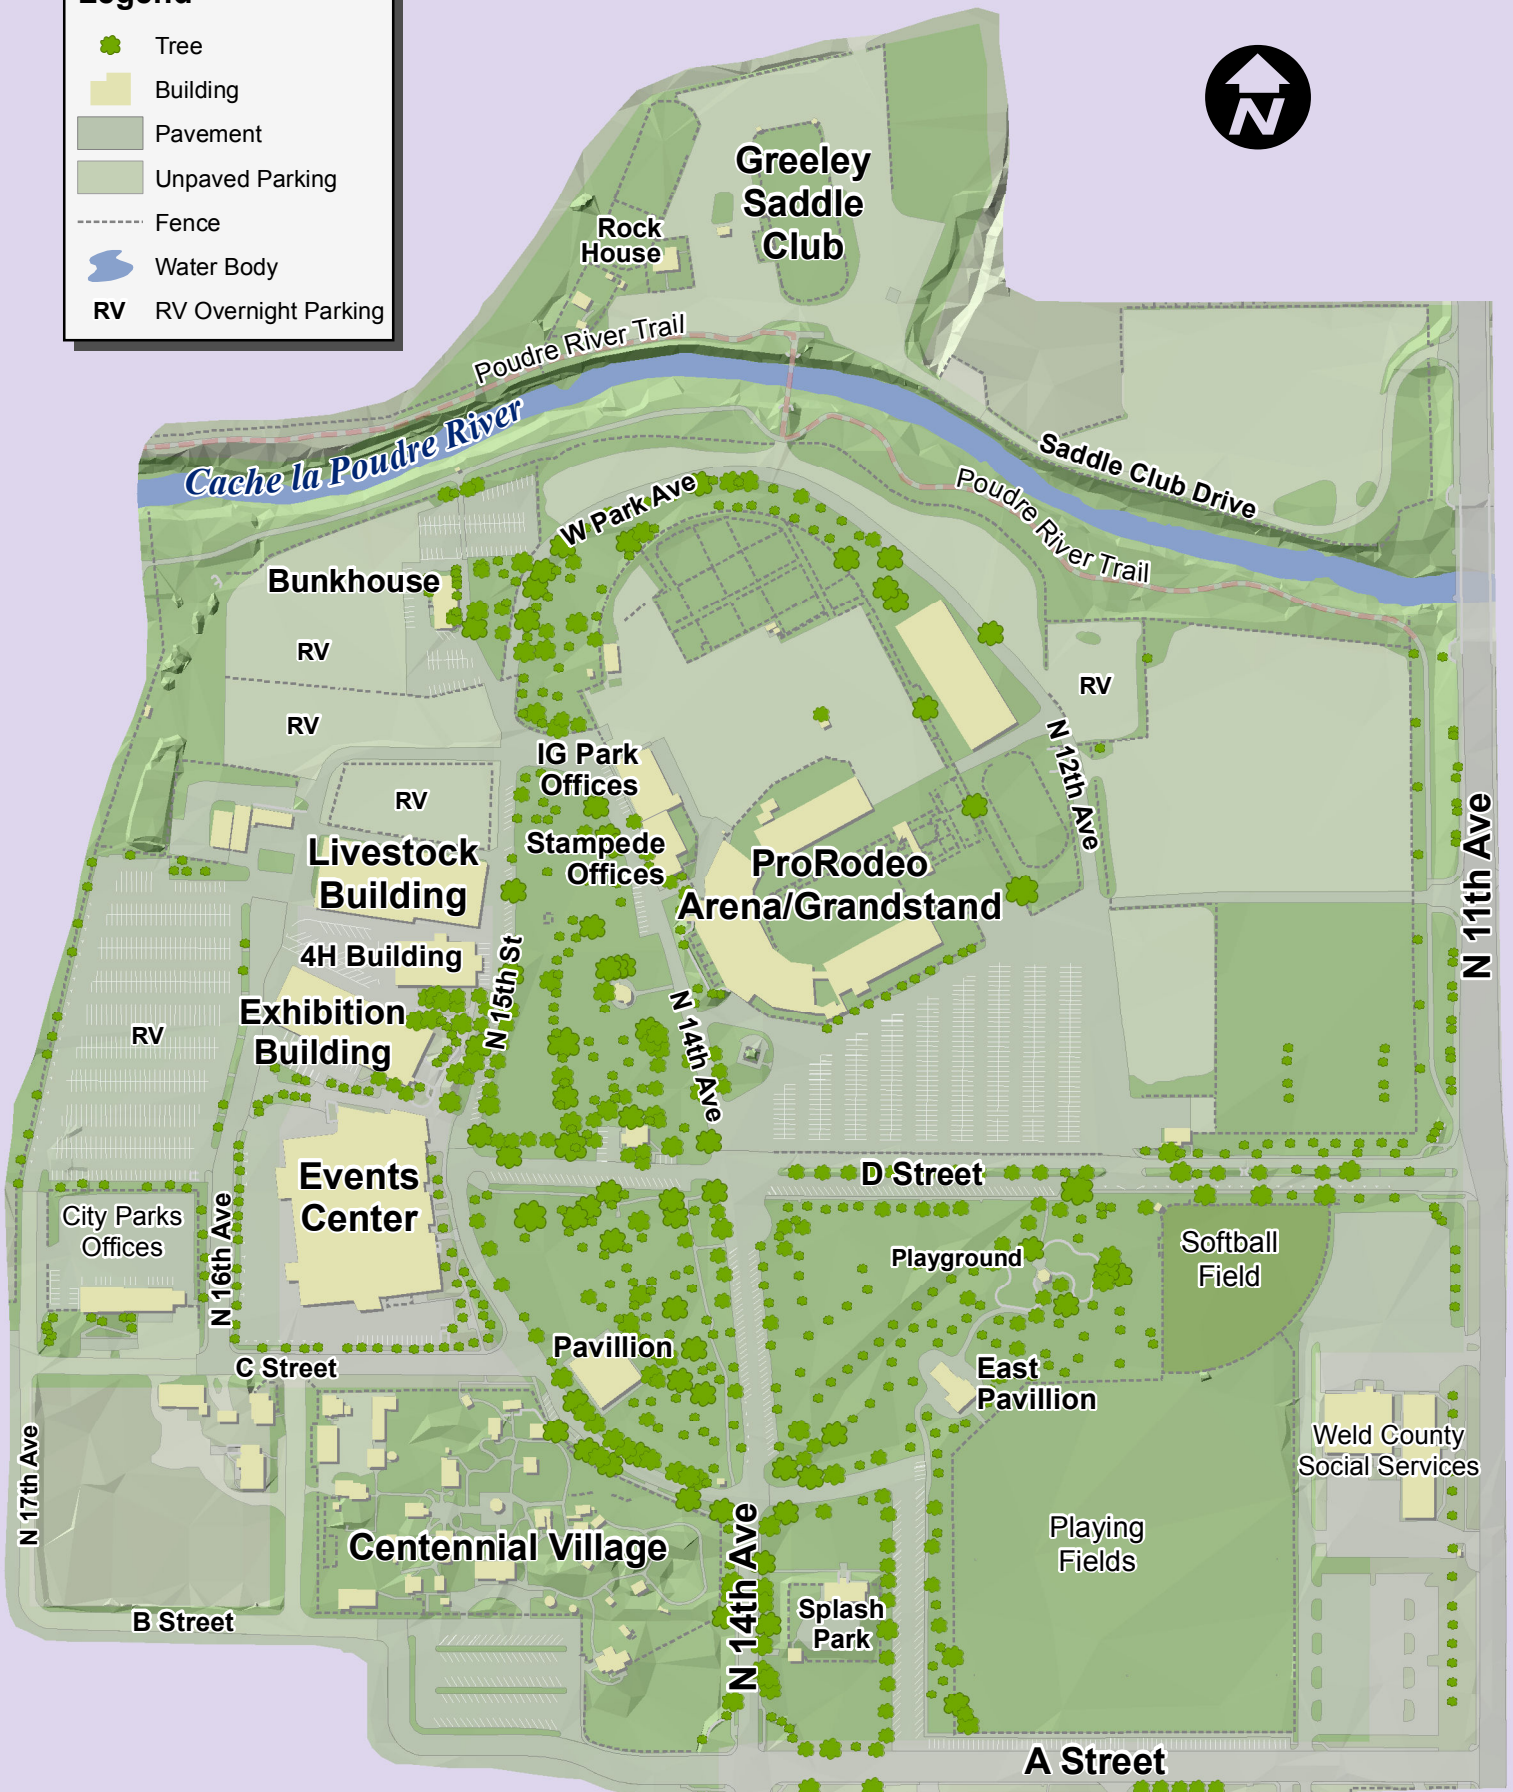 Legend
Tree
Building
Pavement
Unpaved Parking
Fence
Water Body
RV RV Overnight Parking
N
Greeley
Saddle
Club
Rock
House
Poudre River Trail
Cache la Poudre River
Saddle Club Drive
Poudre River Trail
W Park Ave
Bunkhouse
RV
RV
RV
RV
N 12th Ave
IG Park
Offices
Stampede
Offices
Livestock
Building
ProRodeo
Arena/Grandstand
N 11th Ave
4H Building
N 15th St
Exhibition
Building
RV
N 14th Ave
Events
Center
D Street
City Parks
Offices
N 16th Ave
Playground
Softball
Field
Pavillion
C Street
East
Pavillion
N 17th Ave
Weld County
Social Services
Centennial Village
N 14th Ave
Playing
Fields
B Street
Splash
Park
A Street